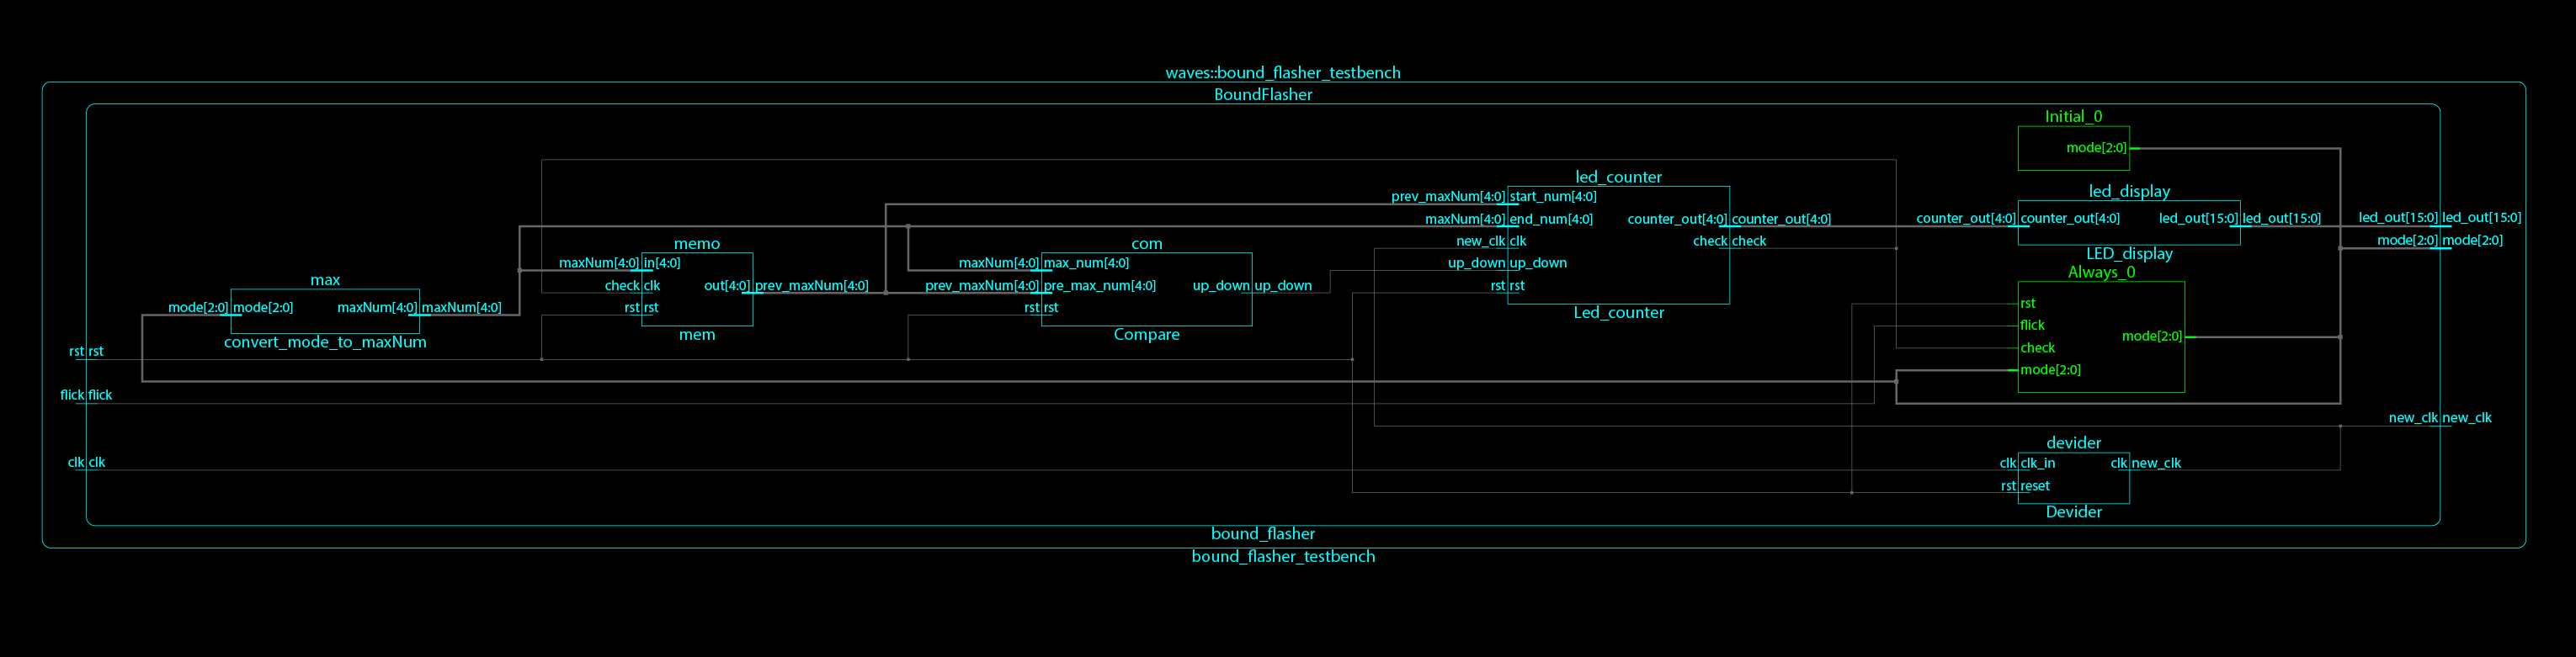 waves::bound_flasher_testbench
BoundFlasher
Initial_0
mode[2:0]
led_counter
prev_maxNum[4:0] start_num[4:0]
maxNum[4:0] end_num[4:0]
counter_out[4:0] counter_out[4:0]
new_clk clk
check check
up_down up_down
rst rst
Led_counter
led_display
counter_out[4:0] counter_out[4:0]
led_out[15:0] led_out[15:0]
LED_display
led_out[15:0] led_out[15:0]
mode[2:0] mode[2:0]
memo
maxNum[4:0] in[4:0]
check clk
out[4:0] prev_maxNum[4:0]
rst rst
mem
com
maxNum[4:0] max_num[4:0]
prev_maxNum[4:0] pre_max_num[4:0]
up_down up_down
rst rst
Compare
max
mode[2:0] mode[2:0]
maxNum[4:0] maxNum[4:0]
convert_mode_to_maxNum
Always_0
rst
flick
check
mode[2:0]
mode[2:0]
rst rst
flick flick
clk clk
new_clk new_clk
devider
clk clk_in
clk new_clk
rst reset
Devider
bound_flasher
bound_flasher_testbench